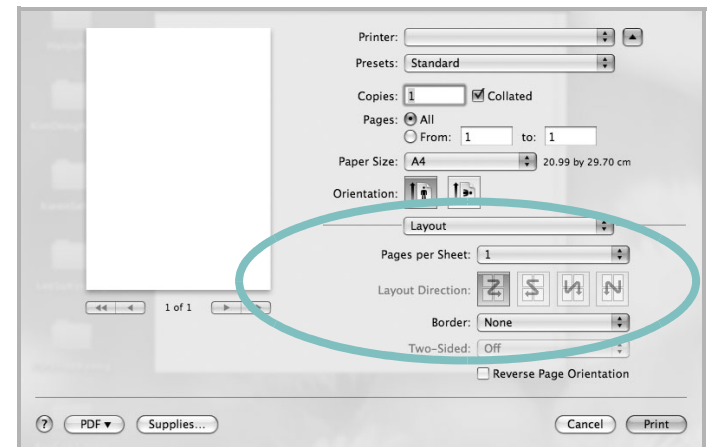 Printer:
Presets: Standard
Copies: 1 Collated
Pages: All
From: 1 to: 1
Paper Size: A4 20.99 by 29.70 cm
Orientation:
Layout
Pages per Sheet: 1
Layout Direction:
1 of 1
Border: None
Two-Sided: Off
Reverse Page Orientation
? PDF▼ Supplies... Cancel Print